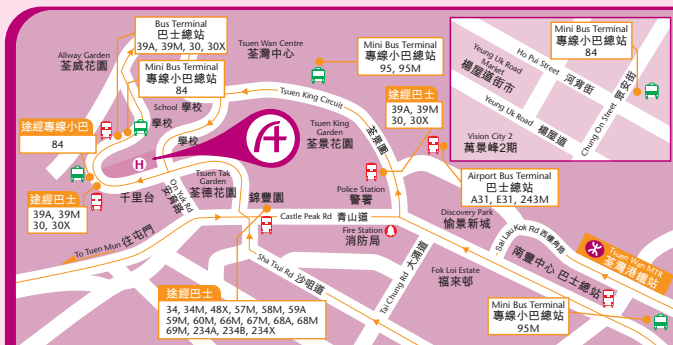 Bus Terminal
巴士總站
39A, 39M, 30, 30X
Allway Garden
荃威花園
Mini Bus Terminal
專線小巴總站
84
Tsuen Wan Centre
荃灣中心
Mini Bus Terminal
專線小巴總站
95, 95M
Yeung Uk Road
Market
楊屋道街市
Ho Pui Street 河背街
Mini Bus Terminal
專線小巴總站
84
Yeung Uk Road 楊屋道
Chung On Street 眾安街
Vision City 2
萬景峰2期
School 學校
學校
學校
Tsuen King Circuit
荃景圍
Tsuen King
Garden
荃景花園
途經巴士
39A, 39M
30, 30X
途經專線小巴
84
H
千里台
途經巴士
39A, 39M
30, 30X
On Yuk Rd
安育路
Tsuen Tak
Garden
荃德花園
錦豐園
Police Station
警署
Airport Bus Terminal
巴士總站
A31, E31, 243M
Castle Peak Rd 青山道
Fire Station
消防局
Discovery Park
愉景新城
Sai Lau Kok Rd 西樓角路
Tsuen Wan MTR
荃灣港鐵站
To Tuen Mun 往屯門
Sha Tsui Rd 沙咀道
Tai Chung Rd 大涌道
Fok Loi Estate
福來邨
南豐中心 巴士總站
途經巴士
34, 34M, 48X, 57M, 58M, 59A
59M, 60M, 66M, 67M, 68A, 68M
69M, 234A, 234B, 234X
Mini Bus Terminal
專線小巴總站
95M